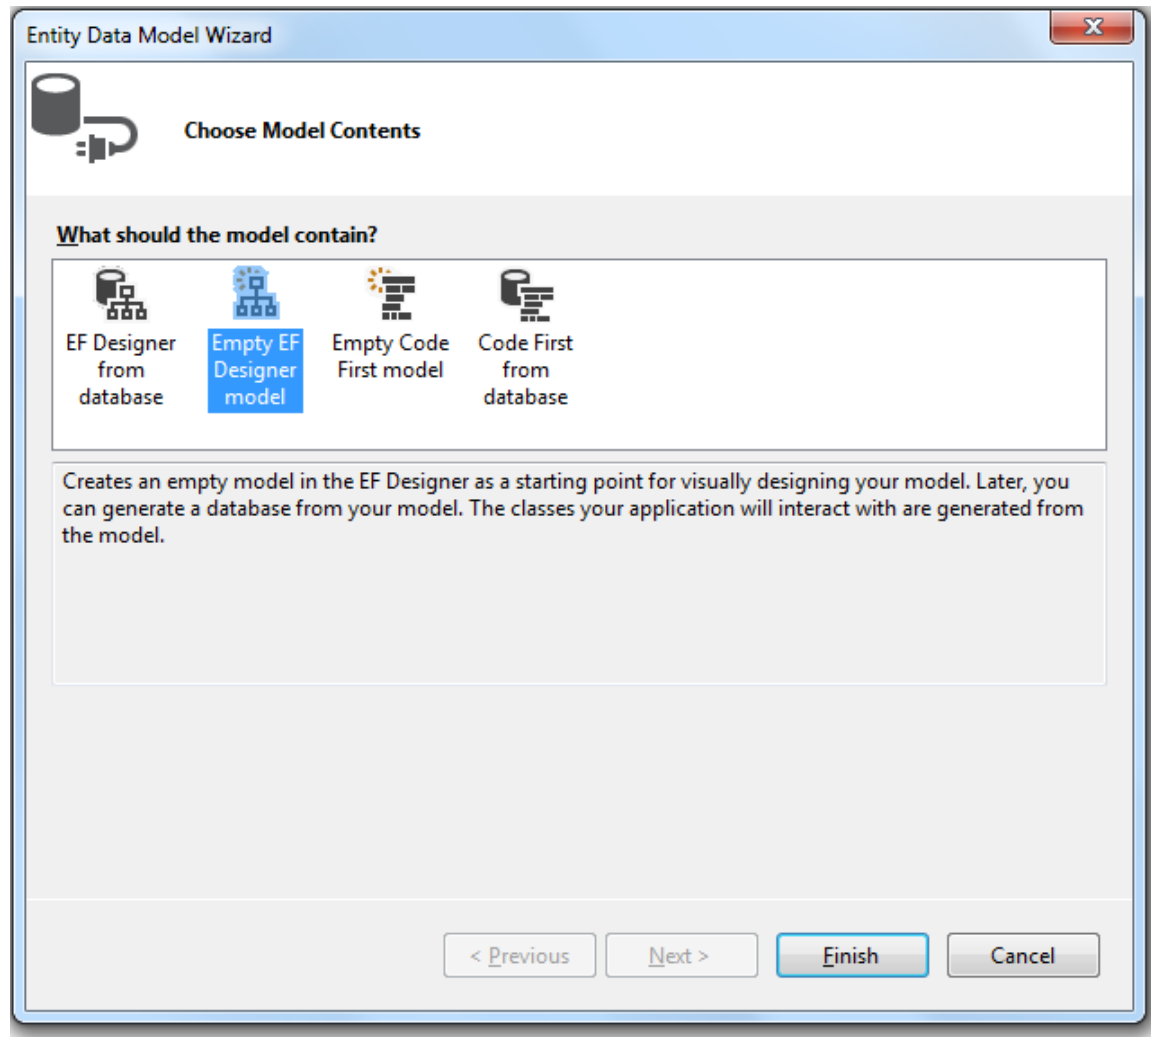 Entity Data Model Wizard
x
Choose Model Contents
What should the model contain?
EF Designer
from
database
Empty EF
Designer
model
Empty Code
First model
Code First
from
database
Creates an empty model in the EF Designer as a starting point for visually designing your model. Later, you
can generate a database from your model. The classes your application will interact with are generated from
the model.
< Previous
Next >
Finish
Cancel